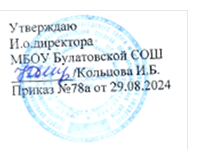 Утверждаю
И.о.директора
МБОУ Булатовской СОШ
/Кольцова И.Б.
Приказ №78а от 29.08.2024